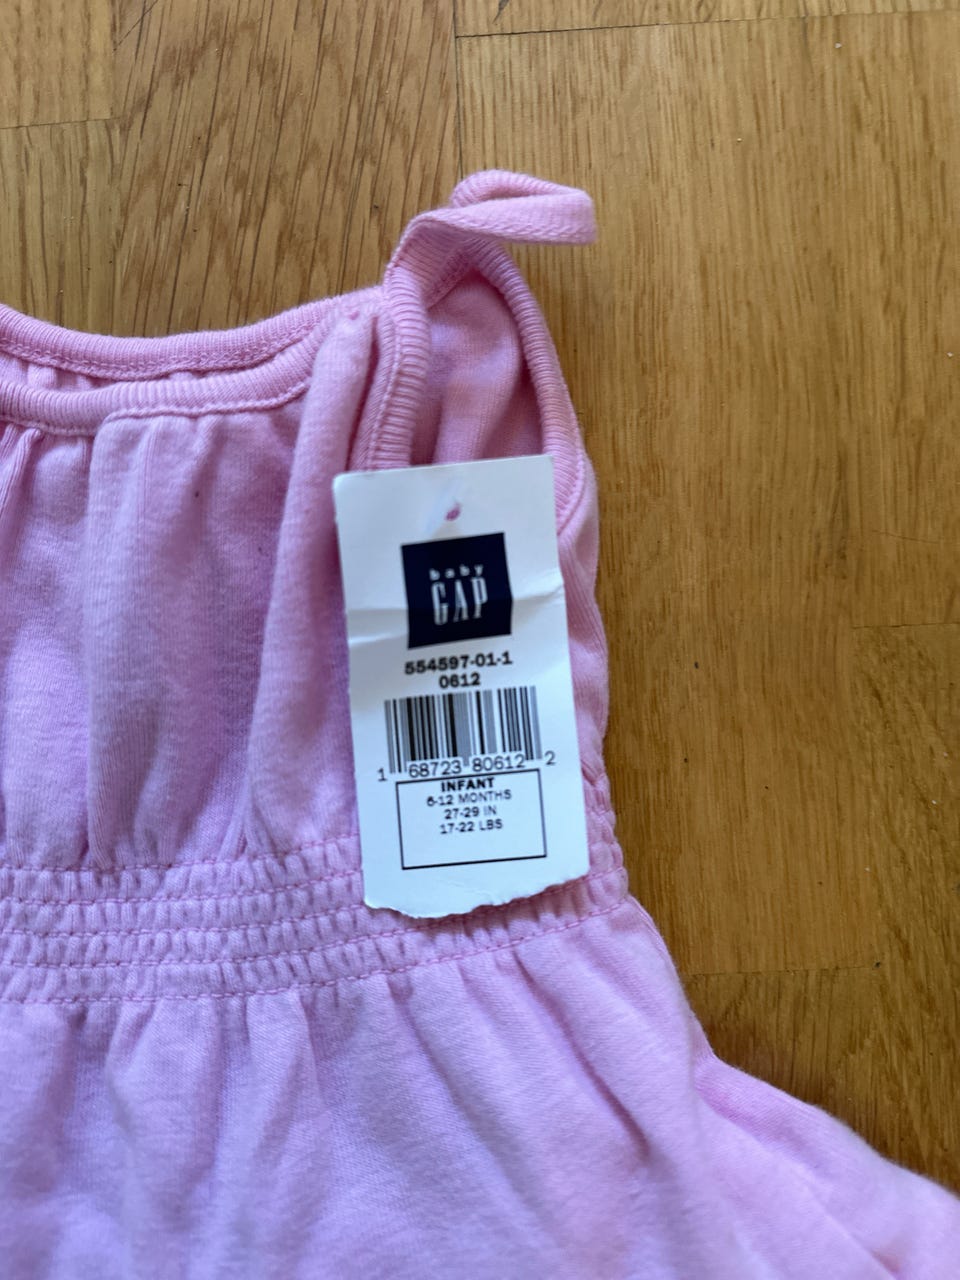 baby
GAP
554597-01-1
0612
1 68723 80612 2
INFANT
6-12 MONTHS
27-29 IN
17-22 LBS